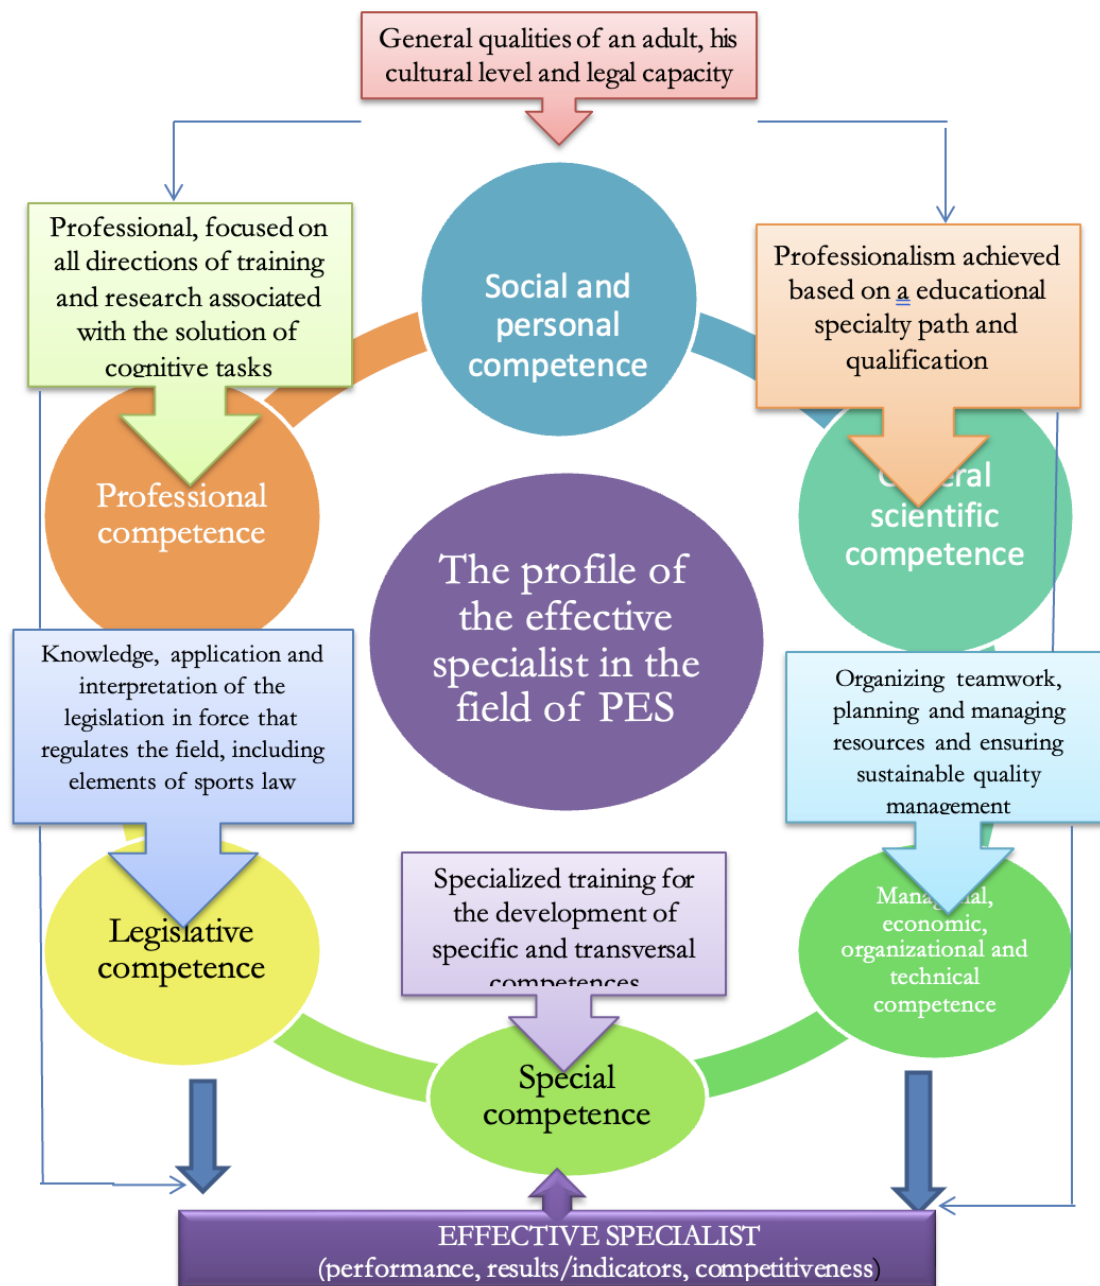 General qualities of an adult, his
cultural level and legal capacity
Professional, focused on
all directions of training
and research associated
with the solution of
cognitive tasks
Social and
personal
competence
Professionalism achieved
based on a educational
specialty path and
qualification
Professional
competence
scientific
competence
The profile of
the effective
specialist in the
field of PES
Knowledge, application and
interpretation of the
legislation in force that
regulates the field, including
elements of sports law
Organizing teamwork,
planning and managing
resources and ensuring
sustainable quality
management
Legislative
competence
Specialized training for
the development of
specific and transversal
competences
economic,
organizational and
technical
competence
Special
competence
EFFECTIVE SPECIALIST
(performance, results/indicators, competitiveness)